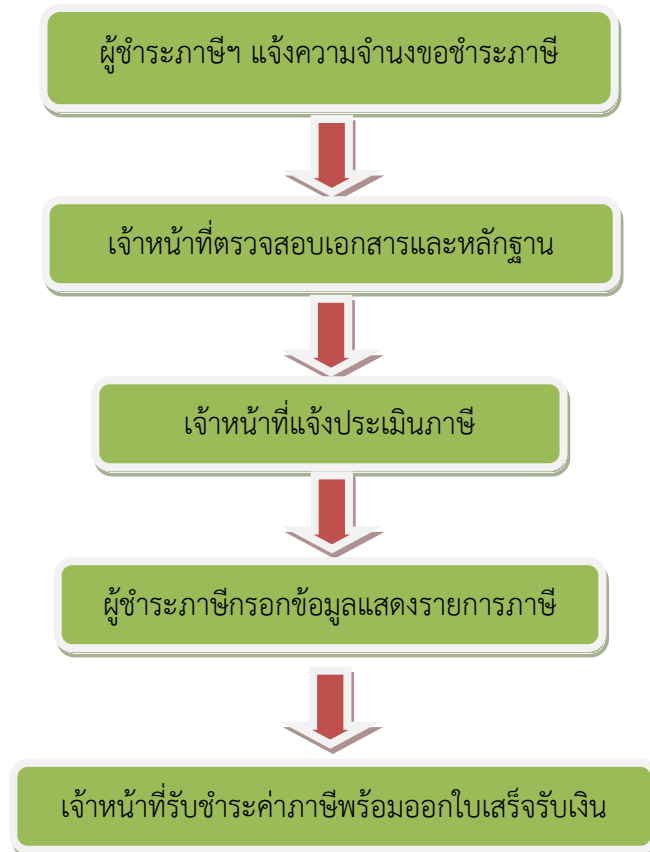 ผู้ชำระภาษีฯ แจ้งความจำนงขอชำระภาษี
เจ้าหน้าที่ตรวจสอบเอกสารและหลักฐาน
เจ้าหน้าที่แจ้งประเมินภาษี
ผู้ชำระภาษีกรอกข้อมูลแสดงรายการภาษี
เจ้าหน้าที่รับชำระค่าภาษีพร้อมออกใบเสร็จรับเงิน